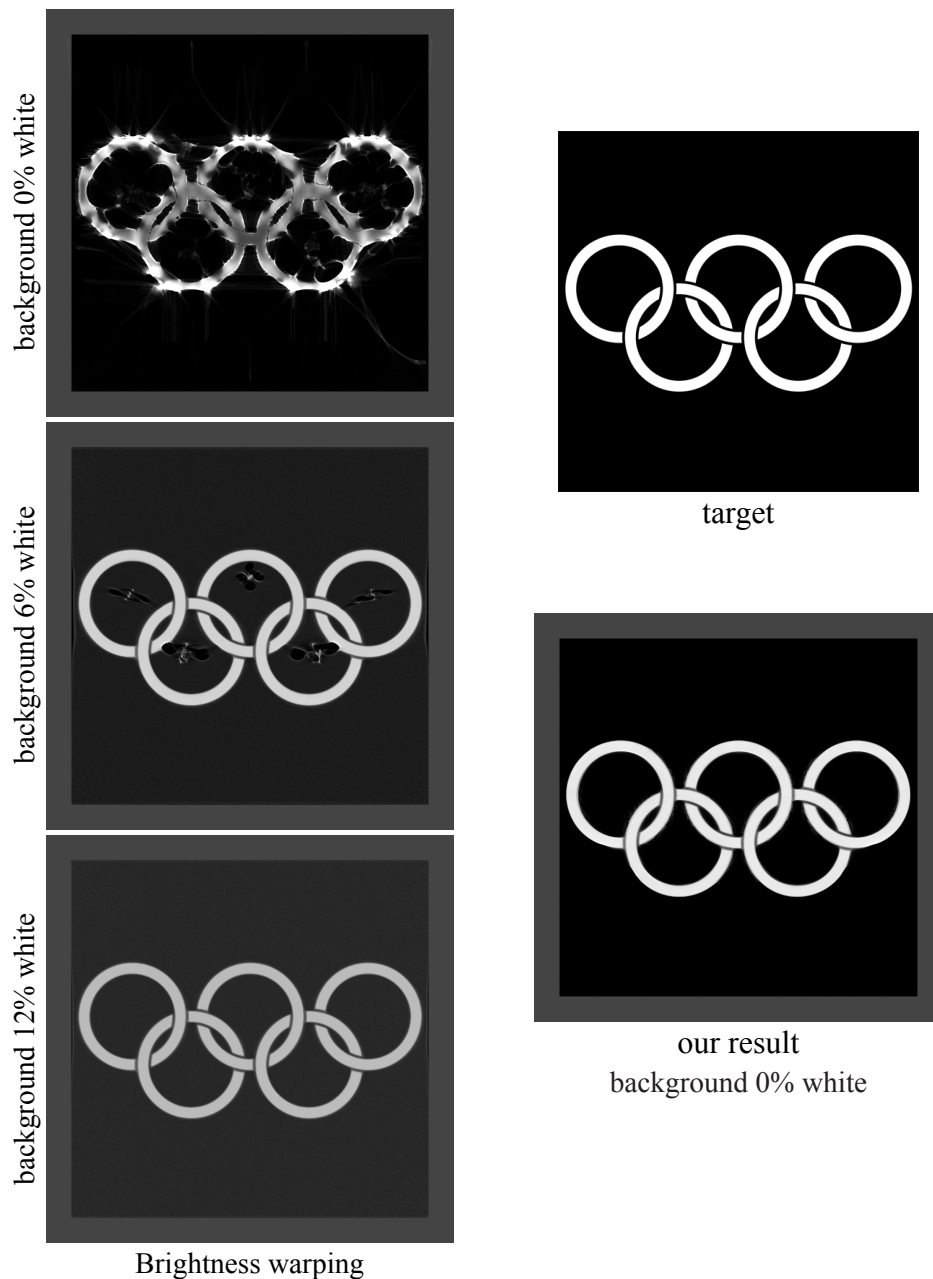 background 0% white
background 6% white
background 12% white
Brightness warping
target
our result
background 0% white